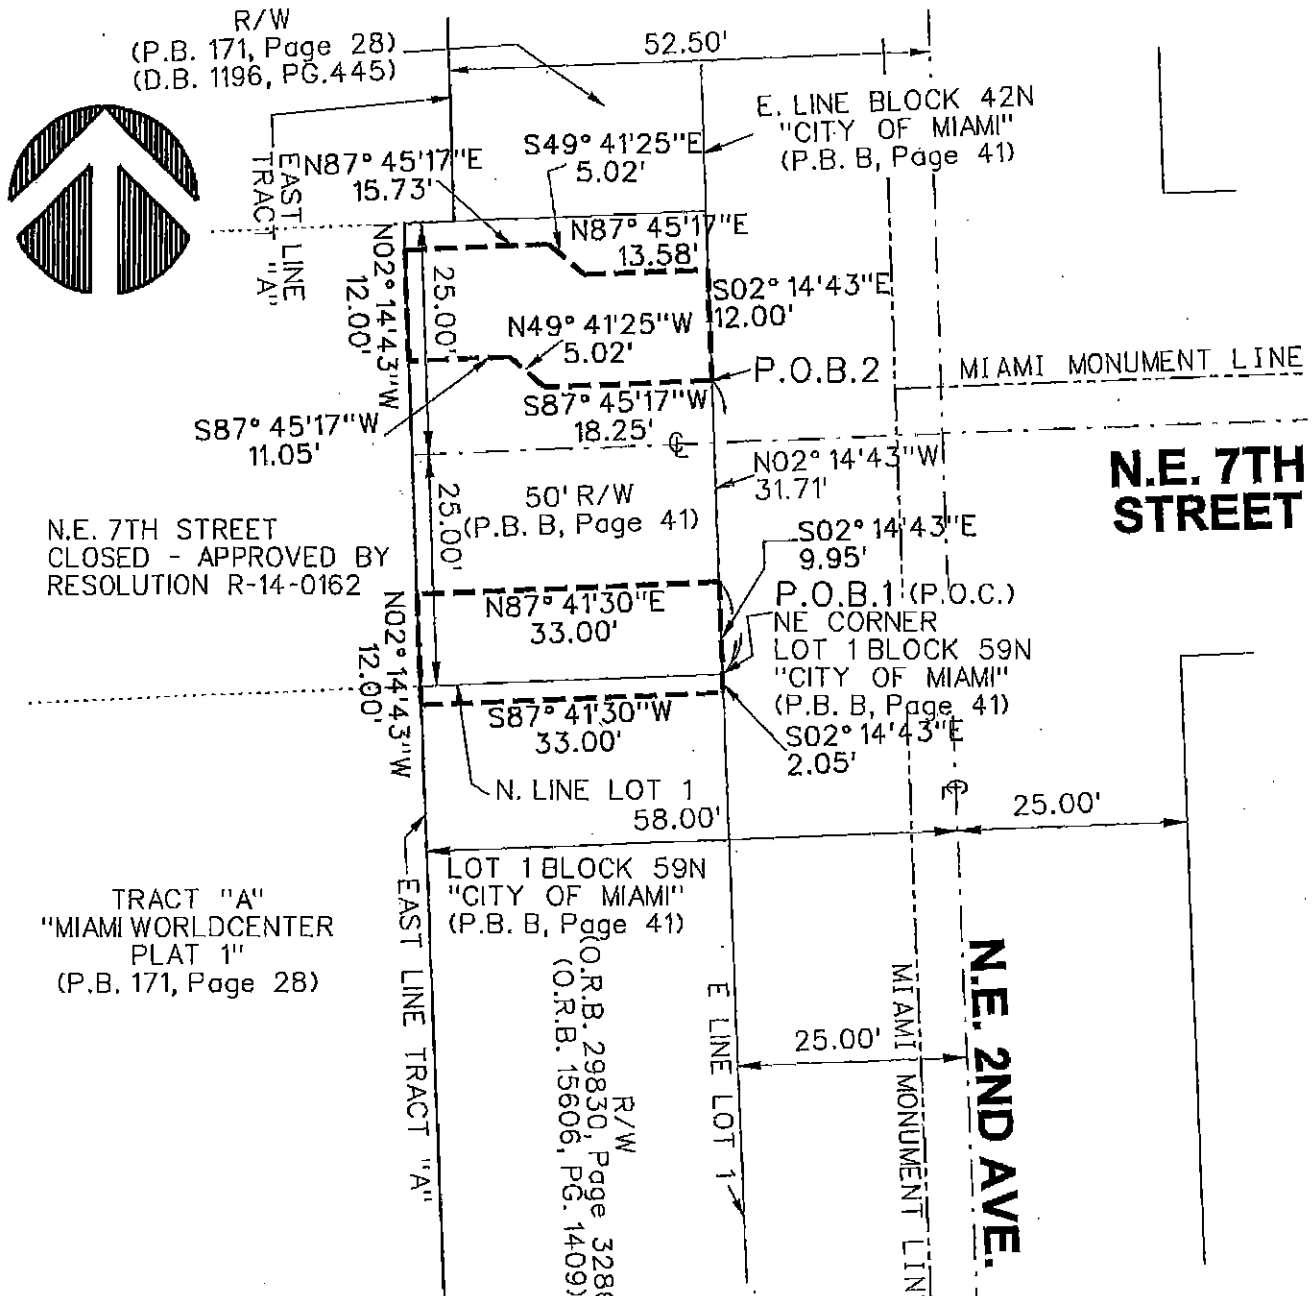 R/W
(P.B. 171, Page 28)
(D.B. 1196, PG.445)
52.50'
E. LINE BLOCK 42N
"CITY OF MIAMI"
(P.B. B, Page 41)
EAST LINE
TRACT "A"
N87° 45'17"E
15.73'
S49° 41'25"E
5.02'
N87° 45'17"E
13.58'
N02° 14'43"W
12.00'
25.00'
S02° 14'43"E
12.00'
N49° 41'25"W
5.02'
P.O.B.2
MIAMI MONUMENT LINE
S87° 45'17"W
18.25'
S87° 45'17"W
11.05'
N02° 14'43"W
31.71'
N.E. 7TH
STREET
50' R/W
(P.B. B, Page 41)
25.00'
N.E. 7TH STREET
CLOSED - APPROVED BY
RESOLUTION R-14-0162
S02° 14'43"E
9.95'
N87° 41'30"E
33.00'
P.O.B.1 (P.O.C.)
NE CORNER
LOT 1 BLOCK 59N
"CITY OF MIAMI"
(P.B. B, Page 41)
N02° 14'43"W
12.00'
S87° 41'30"W
33.00'
S02° 14'43"E
2.05'
N. LINE LOT 1
58.00'
25.00'
LOT 1 BLOCK 59N
"CITY OF MIAMI"
(P.B. B, Page 41)
TRACT "A"
"MIAMI WORLDCENTER
PLAT 1"
(P.B. 171, Page 28)
EAST LINE TRACT "A"
R/W
(O.R.B. 29830, Page 328
(O.R.B. 15606, PG. 1409)
E LINE LOT 1
25.00'
MIAMI MONUMENT LIN
N.E. 2ND AVE.